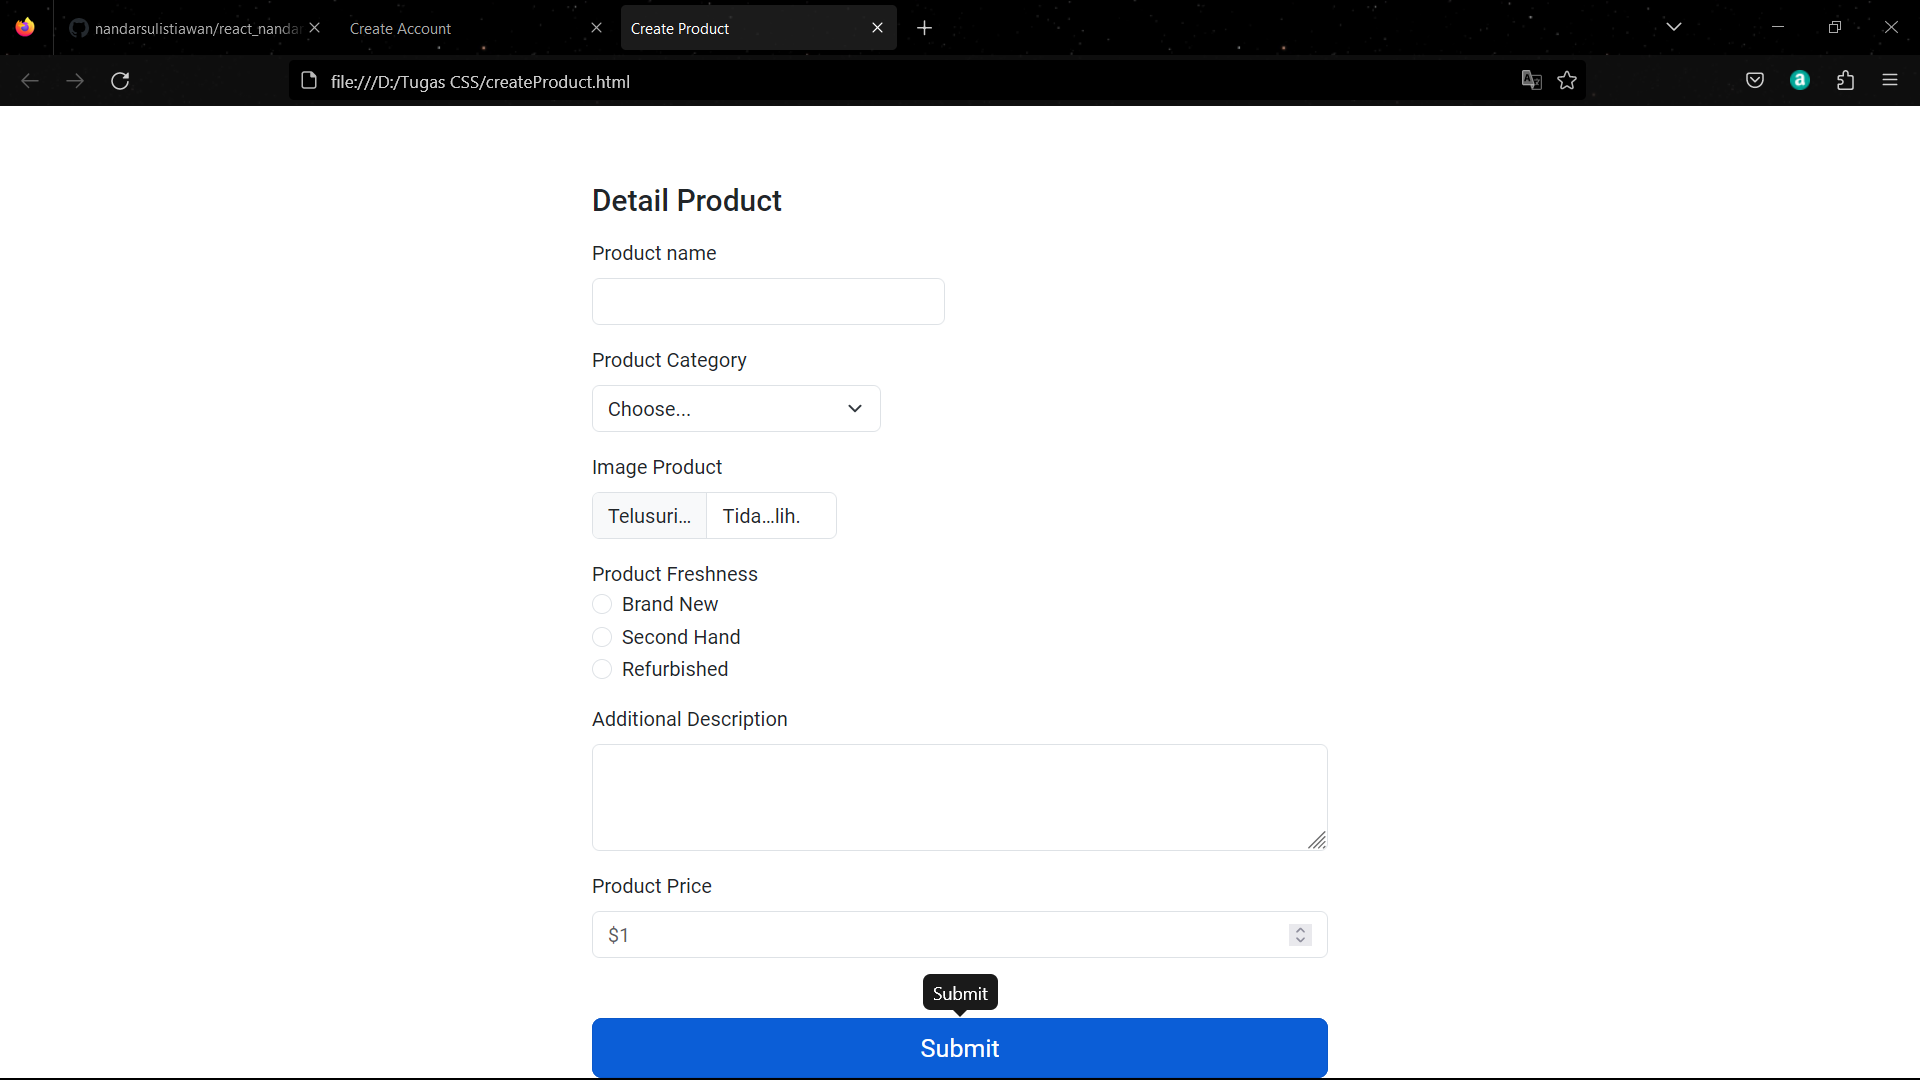 nandarsulistiawan/react_nandar
Create Account
Create Product
file:///D:/Tugas CSS/createProduct.html
Detail Product
Product name
Product Category
Choose...
Image Product
Telusuri... Tida...lih.
Product Freshness
Brand New
Second Hand
Refurbished
Additional Description
Product Price
$1
Submit
Submit